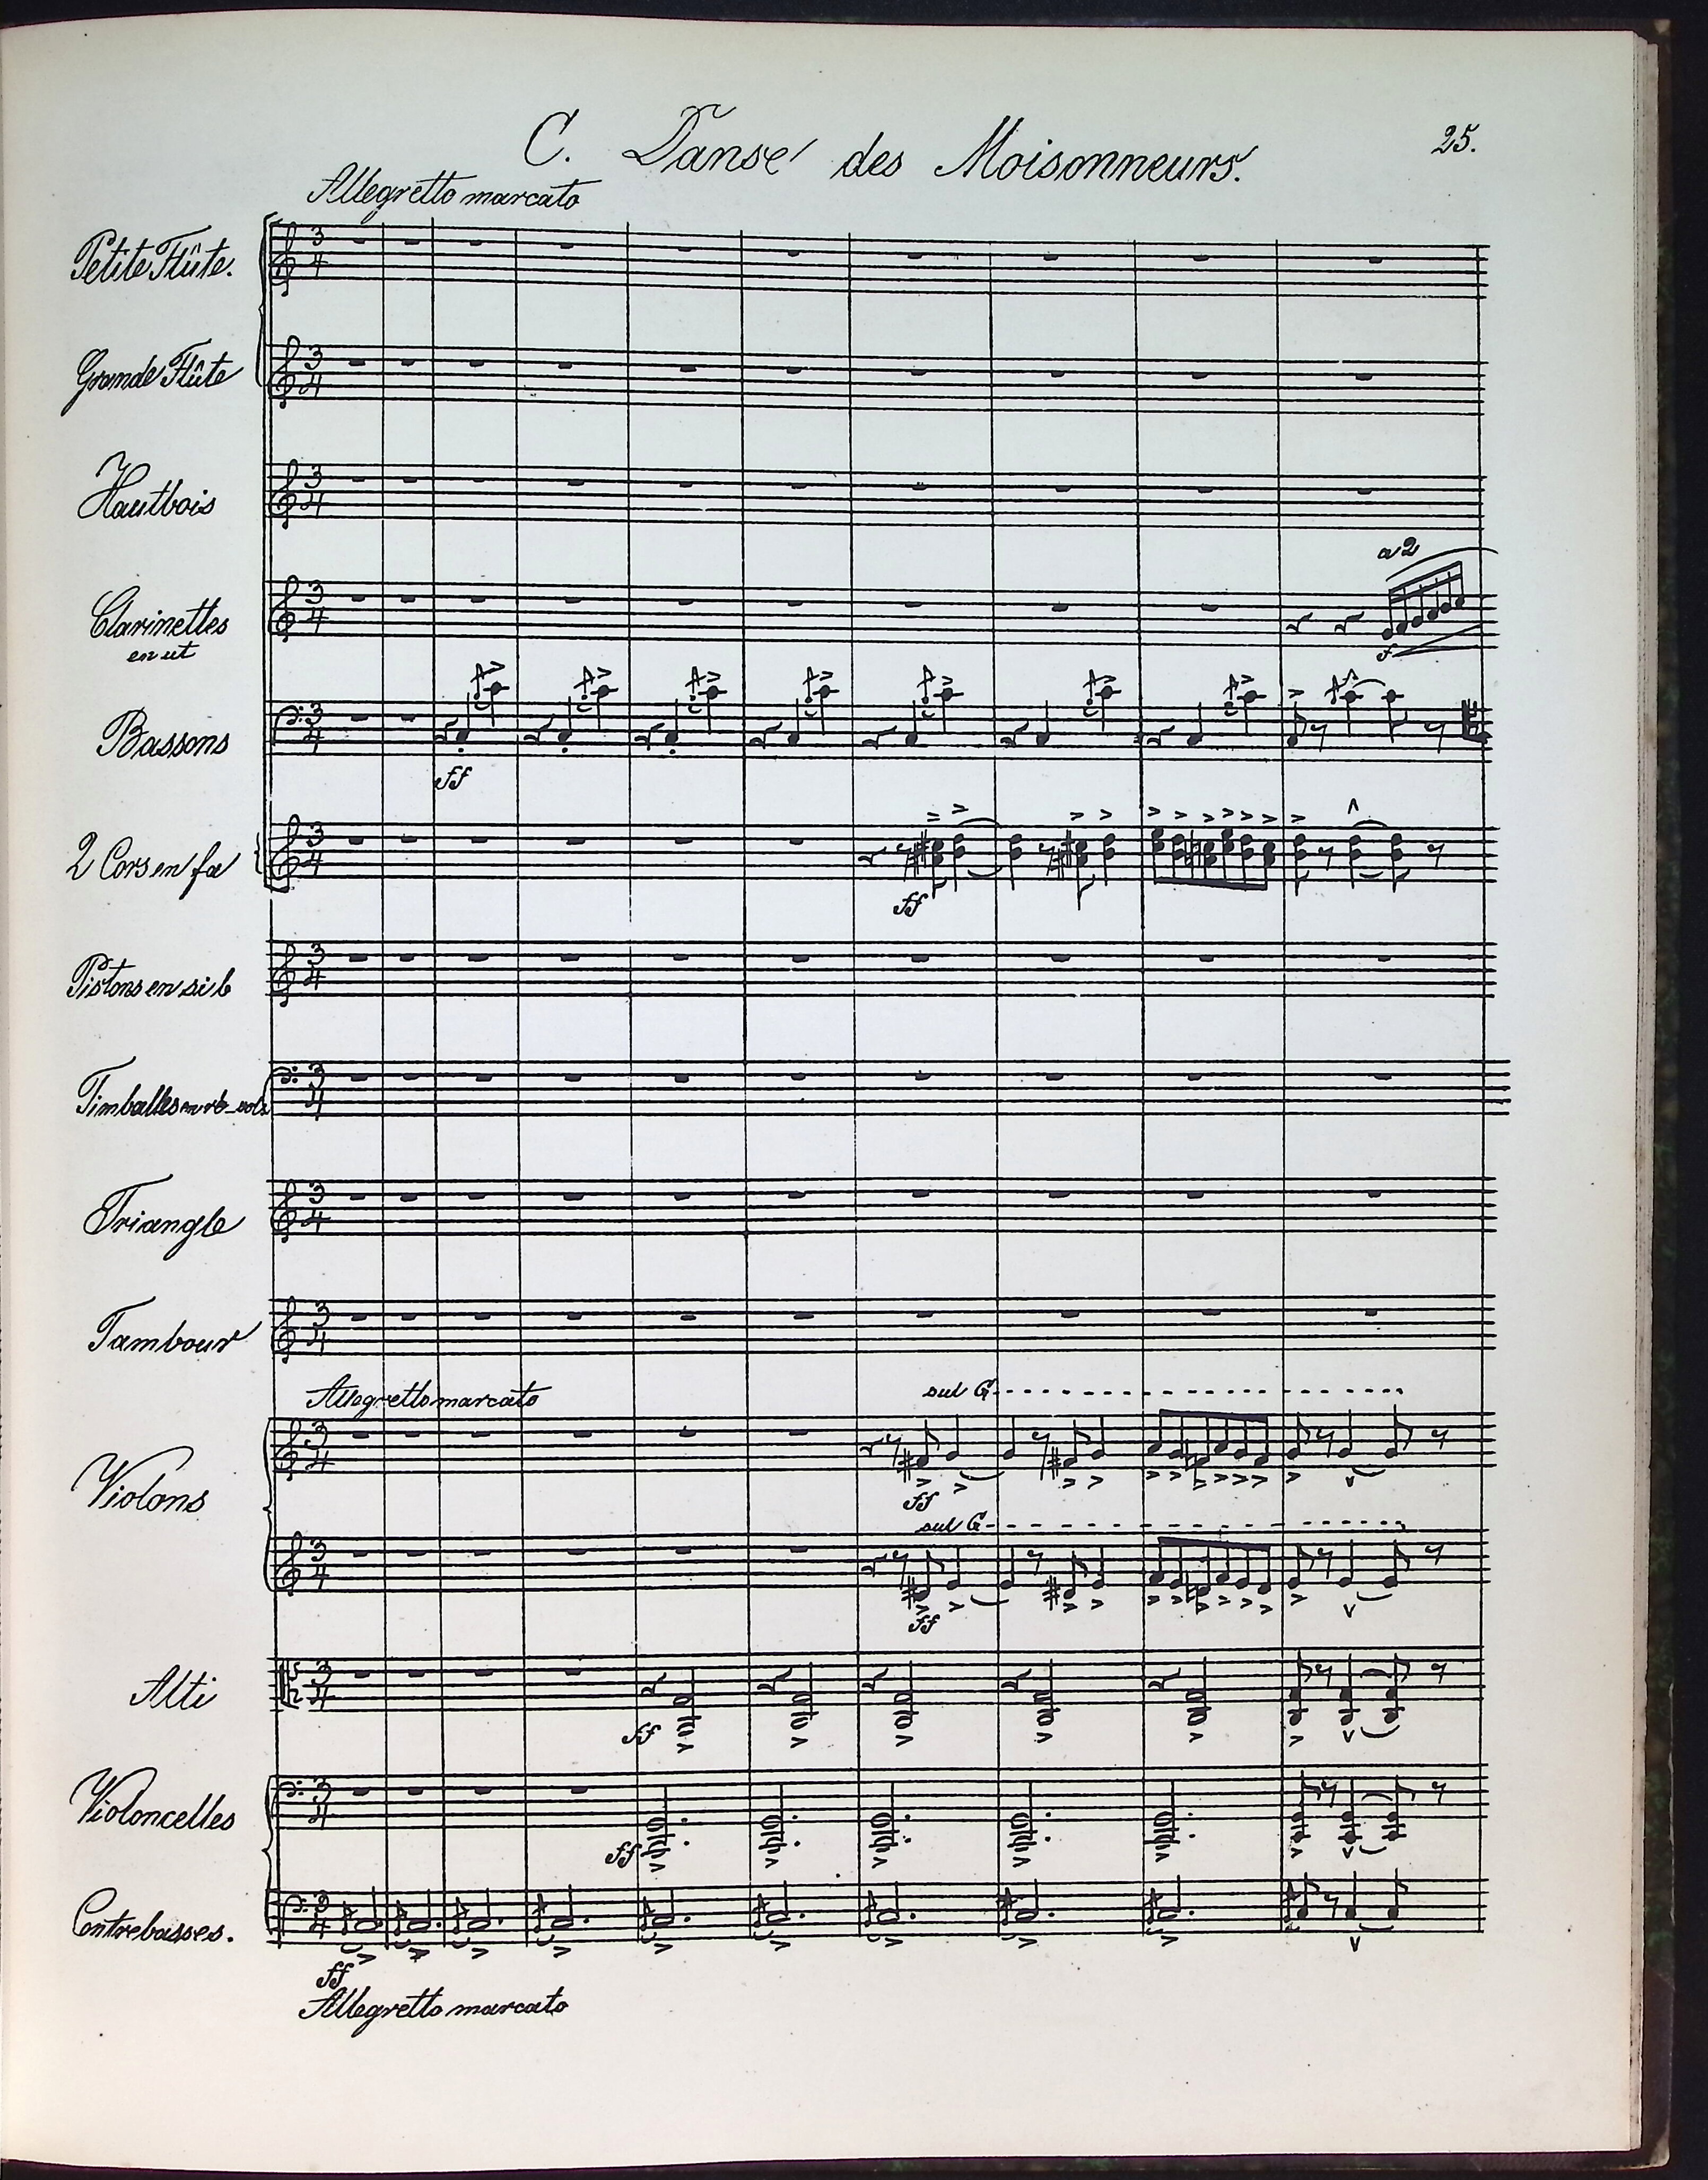 C. Danse des Moisonneurs.
25.
Allegretto marcato
Petite Flûte.
Grande Flûte
Hautbois
a 2
Clarinettes
en ut
f
Bassons
ff
2 Cors en fa
ff
Pistons en si b
Timballes en
Triangle
Tambour
Allegretto marcato
sul G
Violons
ff
sul G
ff
Alti
ff
Violoncelles
ff
Contrebasses.
ff
Allegretto marcato